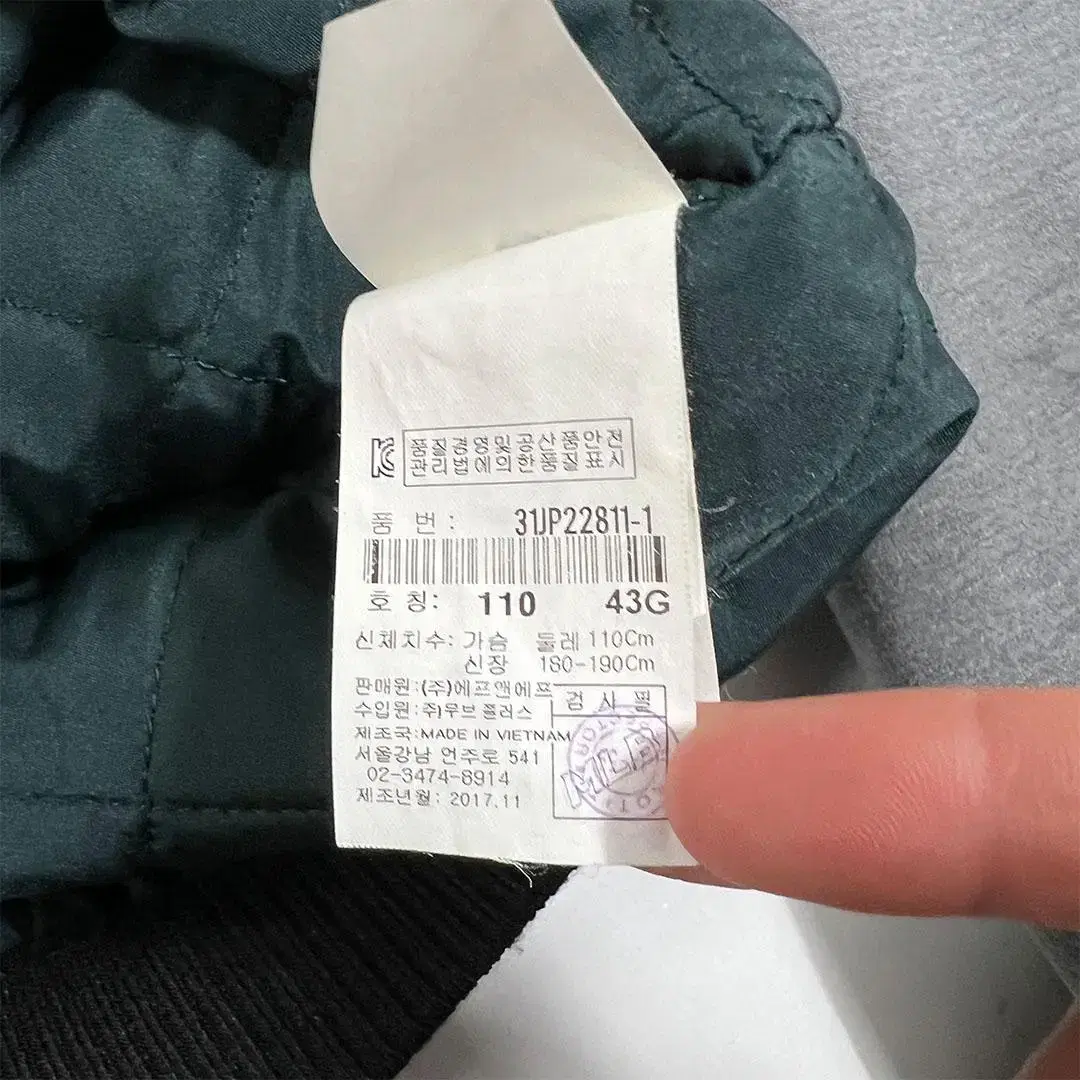 품질경영및공산품안전
관리법에의한품질표시
품 번 : 31JP22811-1
호 칭: 110 43G
신체치수: 가슴 둘레 110Cm
신장 180-190Cm
판매원:(주)에프앤에프
수입원:주)무브 플러스
검 사 필
제조국:MADE IN VIETNAM
서울강남 언주로 541
02-3474-8914
제조년월: 2017.11